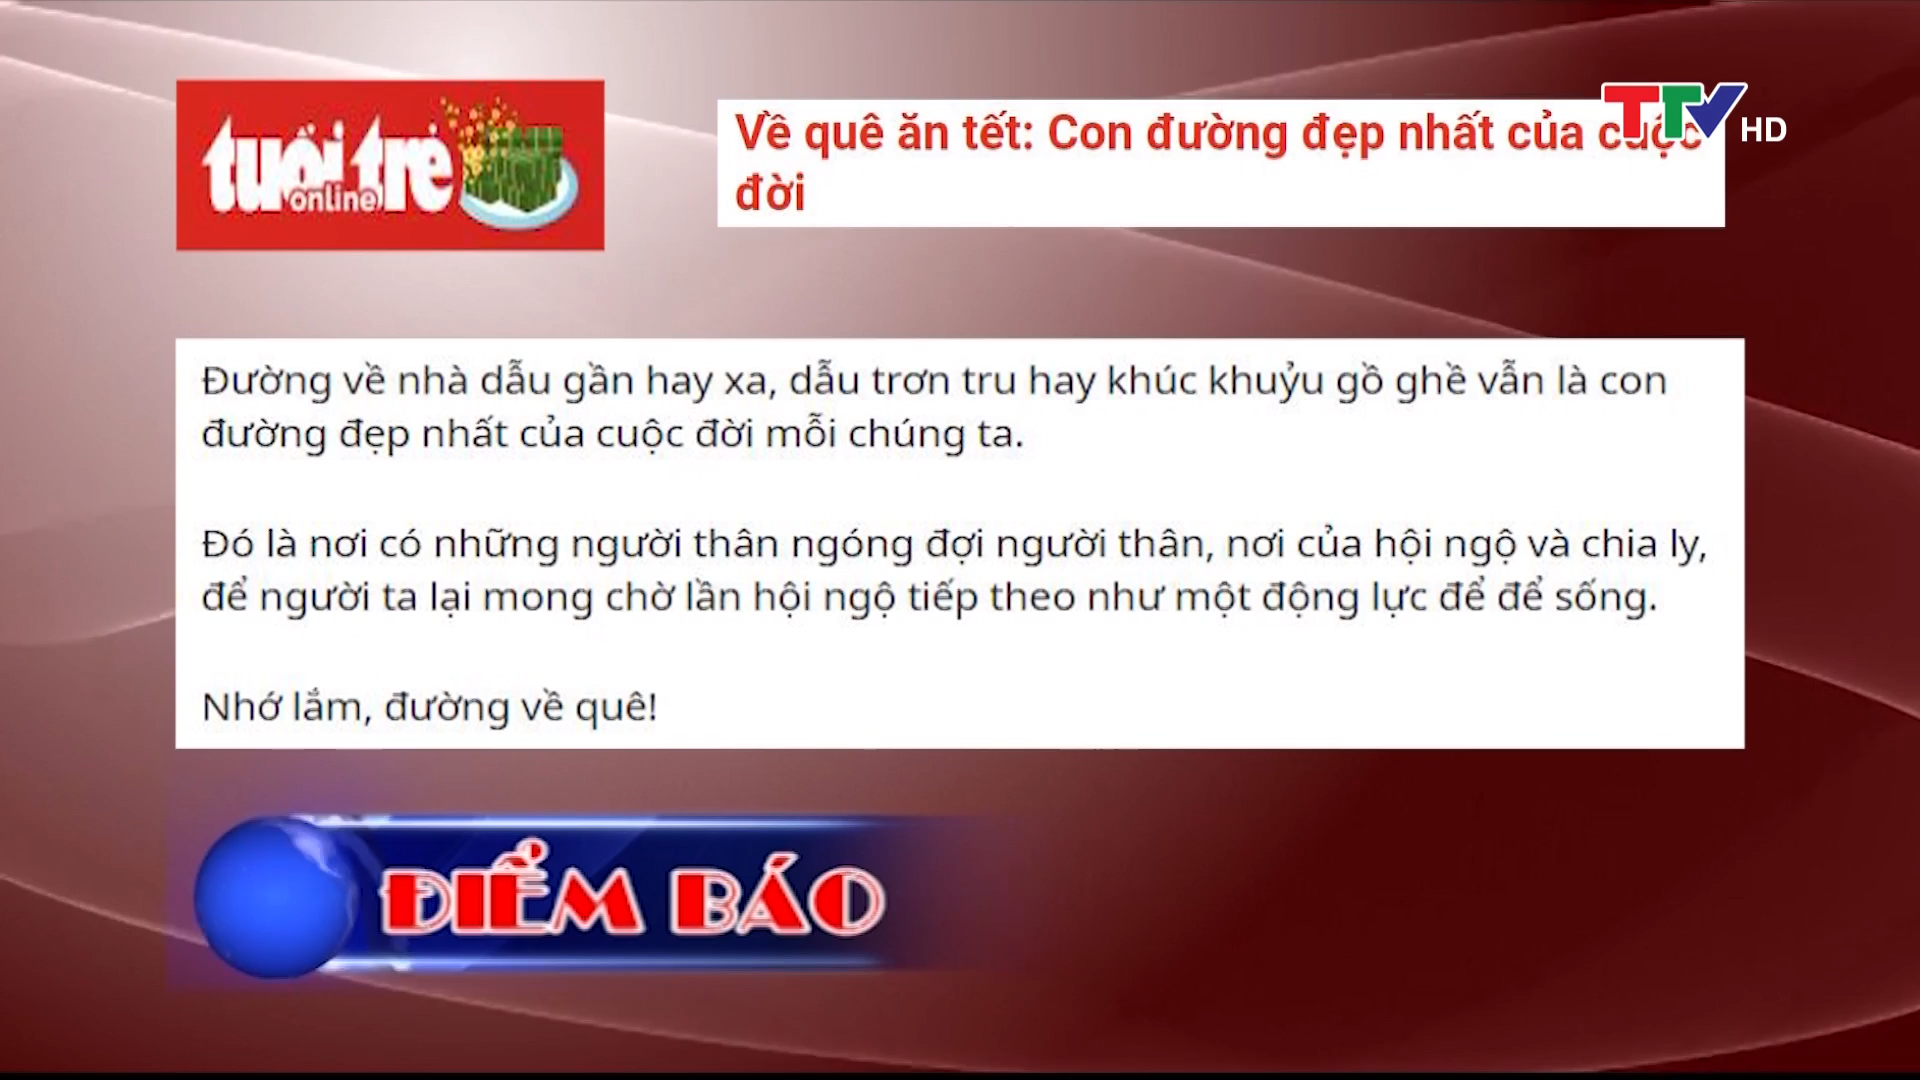 tuổi trẻ
online
Về quê ăn tết: Con đường đẹp nhất của cuộc
đời
TTV HD
Đường về nhà dẫu gần hay xa, dẫu trơn tru hay khúc khuỷu gồ ghề vẫn là con
đường đẹp nhất của cuộc đời mỗi chúng ta.
Đó là nơi có những người thân ngóng đợi người thân, nơi của hội ngộ và chia ly,
để người ta lại mong chờ lần hội ngộ tiếp theo như một động lực để để sống.
Nhớ lắm, đường về quê!
ĐIỂM BÁO